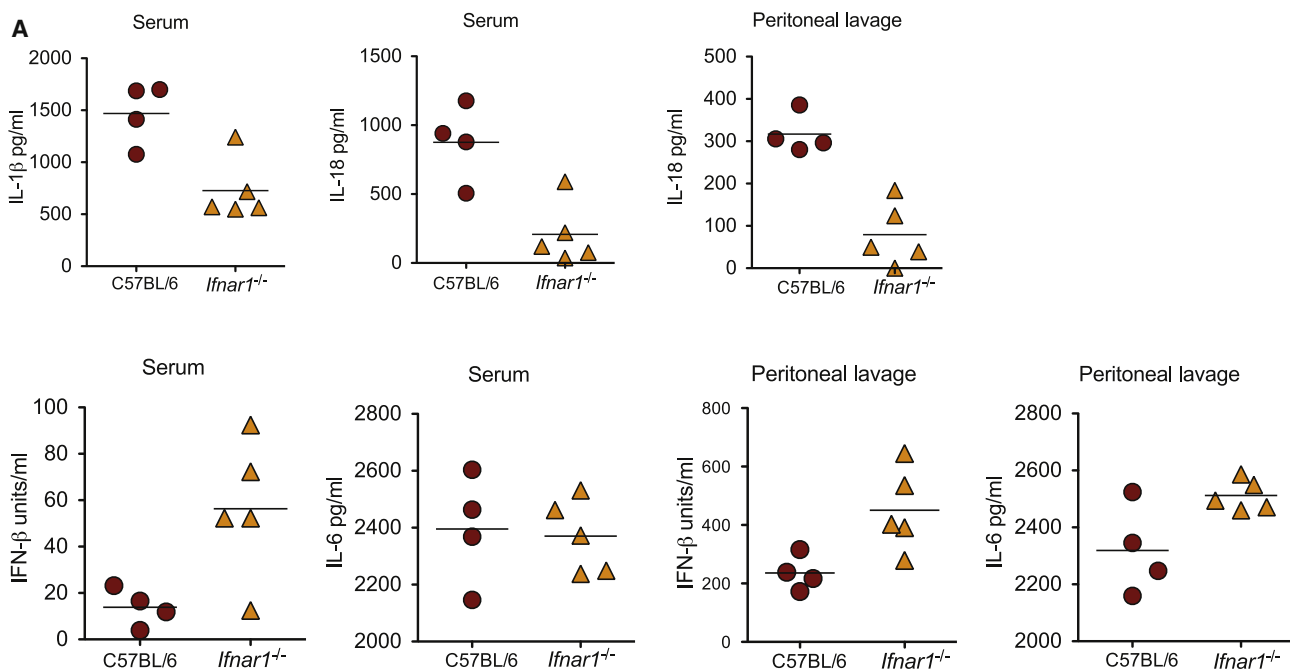 A
Serum
IL-1β pg/ml
2000
1500
1000
500
0
C57BL/6
Ifnar1-/-
Serum
IL-18 pg/ml
1500
1000
500
0
C57BL/6
Ifnar1-/-
Peritoneal lavage
IL-18 pg/ml
500
400
300
200
100
0
C57BL/6
Ifnar1-/-
Serum
IFN-β units/ml
100
80
60
40
20
0
C57BL/6
Ifnar1-/-
Serum
IL-6 pg/ml
2800
2600
2400
2200
2000
C57BL/6
Ifnar1-/-
Peritoneal lavage
IFN-β units/ml
800
600
400
200
0
C57BL/6
Ifnar1-/-
Peritoneal lavage
IL-6 pg/ml
2800
2600
2400
2200
2000
C57BL/6
Ifnar1-/-